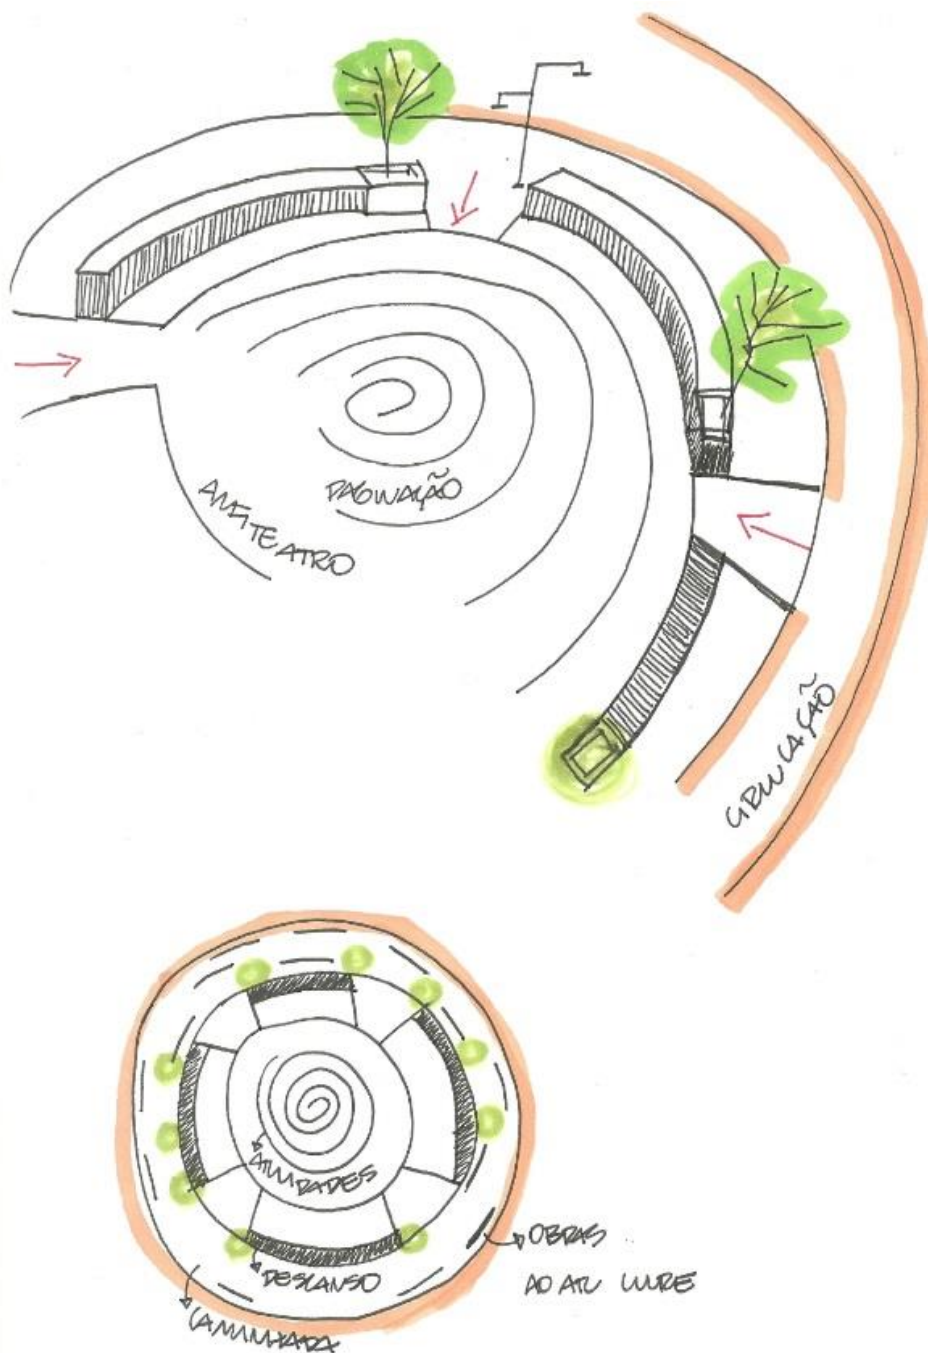 PAGINAÇÃO
ANFITEATRO
CIRCULAÇÃO
ATIVIDADES
OBRAS
DESCANSO
AO AR LIVRE
CAMINHADA